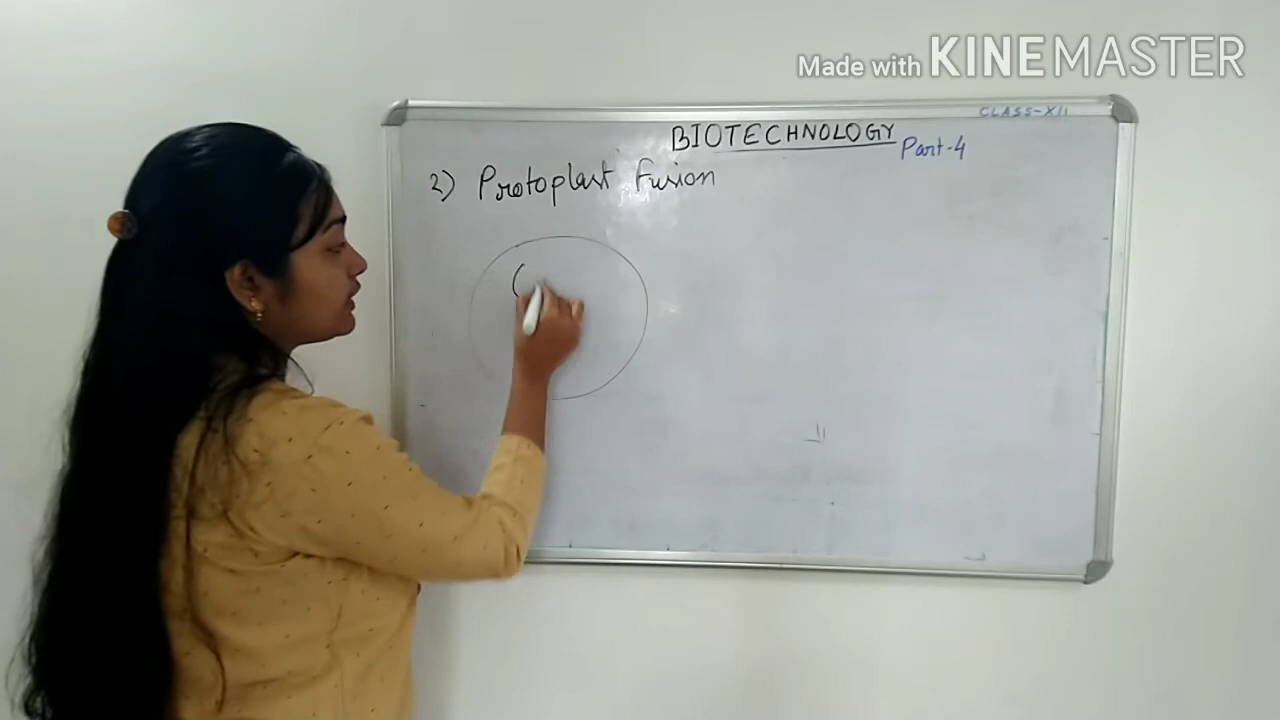 Made with KINEMASTER
CLASS-XII
BIOTECHNOLOGY
Part-4
2) Protoplast Fusion